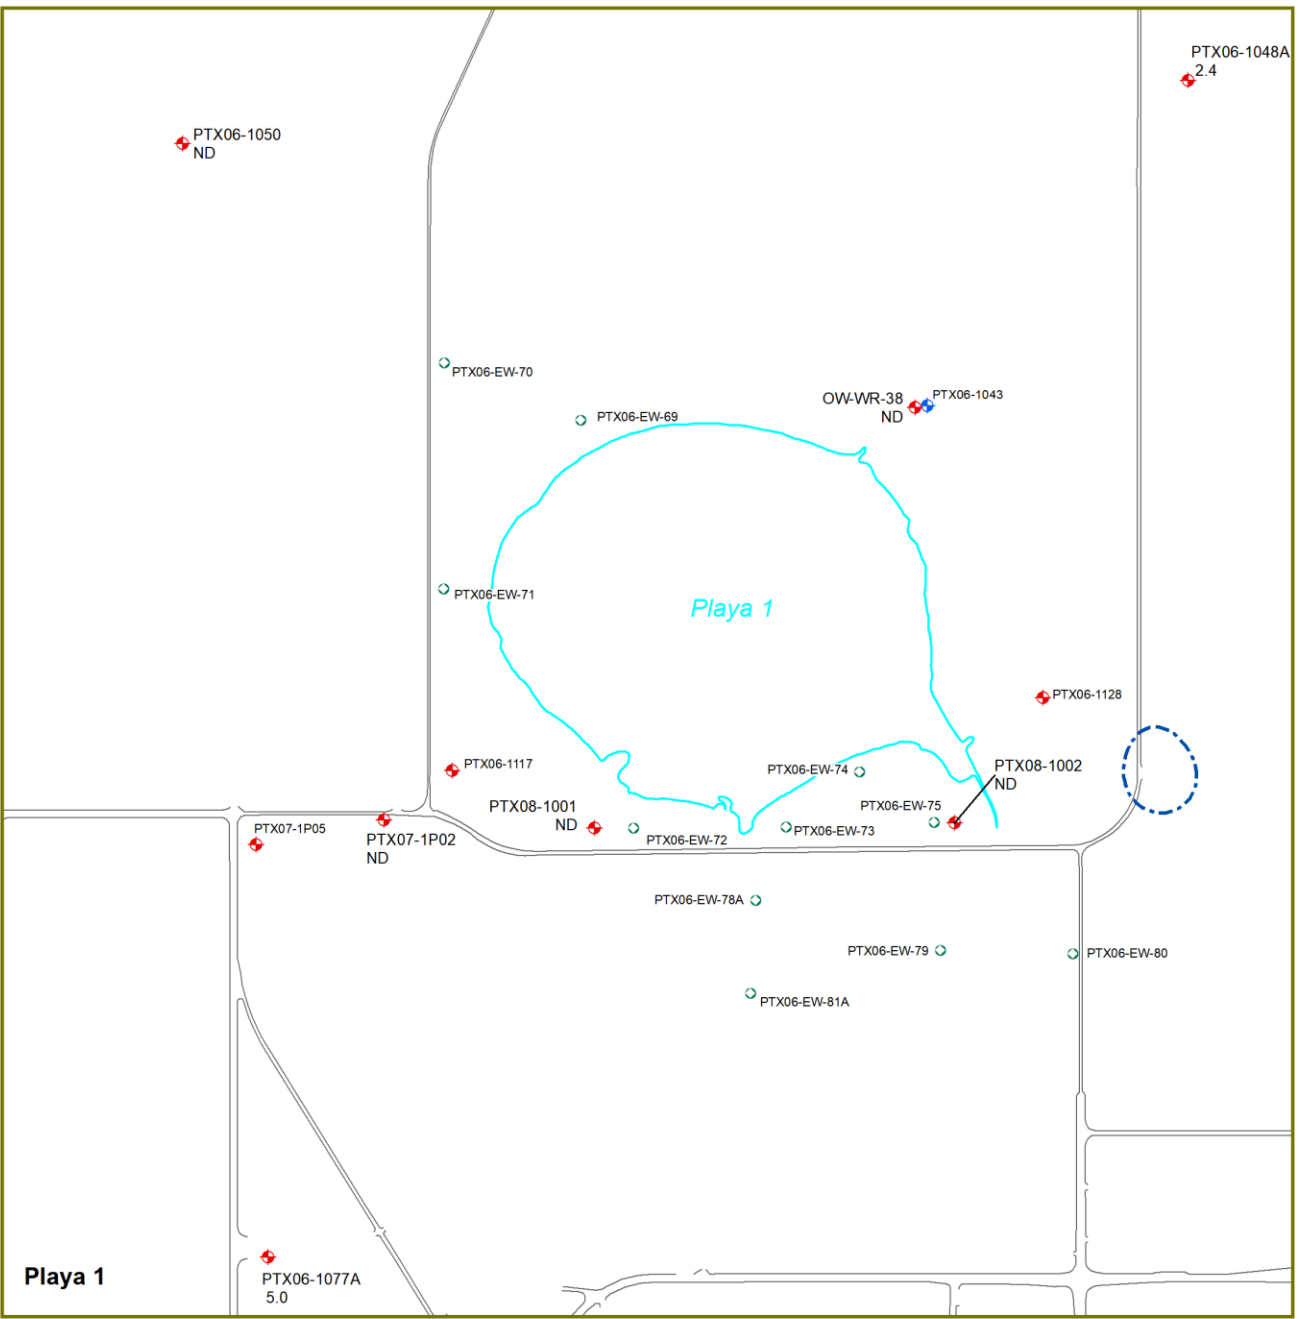 PTX06-1048A
2.4
PTX06-1050
ND
PTX06-EW-70
OW-WR-38
ND
PTX06-1043
PTX06-EW-69
PTX06-EW-71
Playa 1
PTX06-1128
PTX06-1117
PTX06-EW-74
PTX08-1002
ND
PTX08-1001
ND
PTX06-EW-75
PTX07-1P05
PTX07-1P02
ND
PTX06-EW-72
PTX06-EW-73
PTX06-EW-78A
PTX06-EW-79
PTX06-EW-80
PTX06-EW-81A
Playa 1
PTX06-1077A
5.0